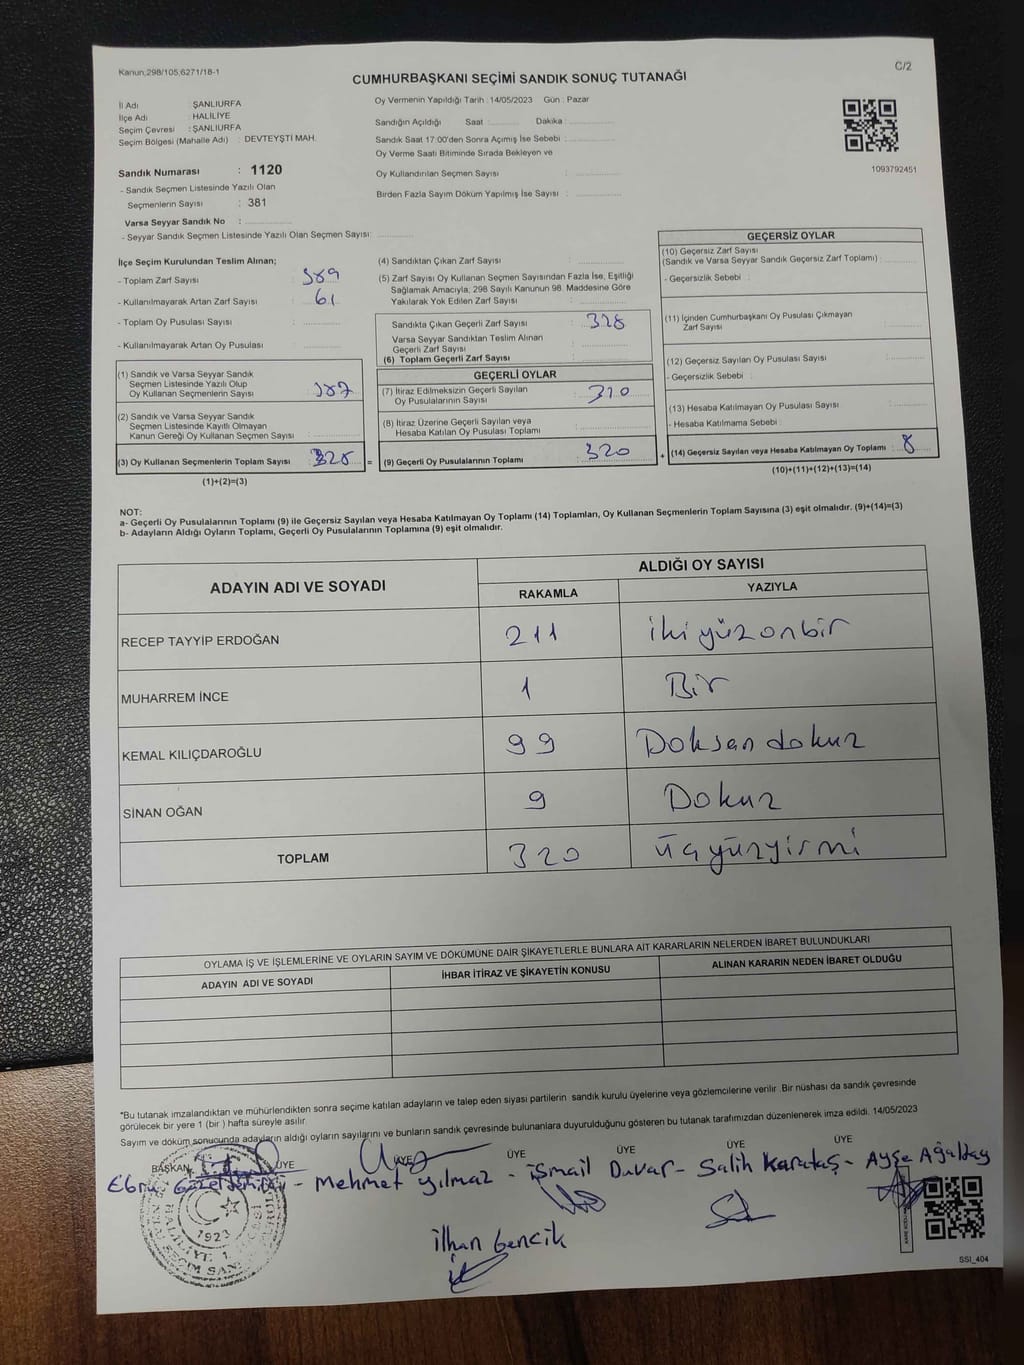 Kanun;298/105,6271/18-1
C/2
CUMHURBAŞKANI SEÇİMİ SANDIK SONUÇ TUTANAĞI
İl Adı : ŞANLIURFA
İlçe Adı : HALİLİYE
Seçim Çevresi : ŞANLIURFA
Seçim Bölgesi (Mahalle Adı) : DEVTEYŞTİ MAH.
Sandık Numarası : 1120
- Sandık Seçmen Listesinde Yazılı Olan
Seçmenlerin Sayısı : 381
Varsa Seyyar Sandık No :
- Seyyar Sandık Seçmen Listesinde Yazılı Olan Seçmen Sayısı:
Oy Vermenin Yapıldığı Tarih : 14/05/2023 Gün : Pazar
Sandığın Açıldığı Saat : Dakika :
Sandık Saat 17.00'den Sonra Açımış İse Sebebi :
Oy Verme Saati Bitiminde Sırada Bekleyen ve
Oy Kullandırılan Seçmen Sayısı :
Birden Fazla Sayım Döküm Yapılmış İse Sayısı :
1093792451
İlçe Seçim Kurulundan Teslim Alınan;
- Toplam Zarf Sayısı : 389
- Kullanılmayarak Artan Zarf Sayısı : 61
- Toplam Oy Pusulası Sayısı :
- Kullanılmayarak Artan Oy Pusulası :
(1) Sandık ve Varsa Seyyar Sandık
Seçmen Listesinde Yazılı Olup
Oy Kullanan Seçmenlerin Sayısı :
(2) Sandık ve Varsa Seyyar Sandık
Seçmen Listesinde Kayıtlı Olmayan
Kanun Gereği Oy Kullanan Seçmen Sayısı :
(3) Oy Kullanan Seçmenlerin Toplam Sayısı : 328 =
(1)+(2)=(3)
(4) Sandıktan Çıkan Zarf Sayısı :
(5) Zarf Sayısı Oy Kullanan Seçmen Sayısından Fazla İse, Eşitliği
Sağlamak Amacıyla; 298 Sayılı Kanunun 98. Maddesine Göre
Yakılarak Yok Edilen Zarf Sayısı :
Sandıkta Çıkan Geçerli Zarf Sayısı : 328
Varsa Seyyar Sandıktan Teslim Alınan
Geçerli Zarf Sayısı :
(6) Toplam Geçerli Zarf Sayısı :
GEÇERLİ OYLAR
(7) İtiraz Edilmeksizin Geçerli Sayılan
Oy Pusulalarının Sayısı : 320
(8) İtiraz Üzerine Geçerli Sayılan veya
Hesaba Katılan Oy Pusulası Toplamı :
(9) Geçerli Oy Pusulalarının Toplamı : 320 +
GEÇERSİZ OYLAR
(10) Geçersiz Zarf Sayısı
(Sandık ve Varsa Seyyar Sandık Geçersiz Zarf Toplamı) :
- Geçersizlik Sebebi :
(11) İçinden Cumhurbaşkanı Oy Pusulası Çıkmayan
Zarf Sayısı :
(12) Geçersiz Sayılan Oy Pusulası Sayısı :
- Geçersizlik Sebebi :
(13) Hesaba Katılmayan Oy Pusulası Sayısı :
- Hesaba Katılmama Sebebi :
(14) Geçersiz Sayılan veya Hesaba Katılmayan Oy Toplamı : 8
(10)+(11)+(12)+(13)=(14)
NOT:
a- Geçerli Oy Pusulalarının Toplamı (9) ile Geçersiz Sayılan veya Hesaba Katılmayan Oy Toplamı (14) Toplamları, Oy Kullanan Seçmenlerin Toplam Sayısına (3) eşit olmalıdır. (9)+(14)=(3)
b- Adayların Aldığı Oyların Toplamı, Geçerli Oy Pusulalarının Toplamına (9) eşit olmalıdır.
ADAYIN ADI VE SOYADI
ALDIĞI OY SAYISI
RAKAMLA YAZIYLA
RECEP TAYYİP ERDOĞAN 211 ikiyüzonbir
MUHARREM İNCE 1 Bir
KEMAL KILIÇDAROĞLU 99 Doksan dokuz
SİNAN OĞAN 9 Dokuz
TOPLAM 320 üçyüzyirmi
OYLAMA İŞ VE İŞLEMLERİNE VE OYLARIN SAYIM VE DÖKÜMÜNE DAİR ŞİKAYETLERLE BUNLARA AİT KARARLARIN NELERDEN İBARET BULUNDUKLARI
ADAYIN ADI VE SOYADI İHBAR İTİRAZ VE ŞİKAYETİN KONUSU ALINAN KARARIN NEDEN İBARET OLDUĞU
*Bu tutanak imzalandıktan ve mühürlendikten sonra seçime katılan adayların ve talep eden siyasi partilerin sandık kurulu üyelerine veya gözlemcilerine verilir. Bir nüshası da sandık çevresinde
görülecek bir yere 1 (bir ) hafta süreyle asılır.
Sayım ve döküm sonucunda adayların aldığı oyların sayılarını ve bunların sandık çevresinde bulunanlara duyurulduğunu gösteren bu tutanak tarafımızdan düzenlenerek imza edildi. 14/05/2023
BAŞKAN ÜYE ÜYE ÜYE ÜYE ÜYE ÜYE
Ebru - Mehmet Yılmaz - ismail Duvar - Salih Karataş - Ayşe Ağalday
ilhan Gencik
1923
SSI_404